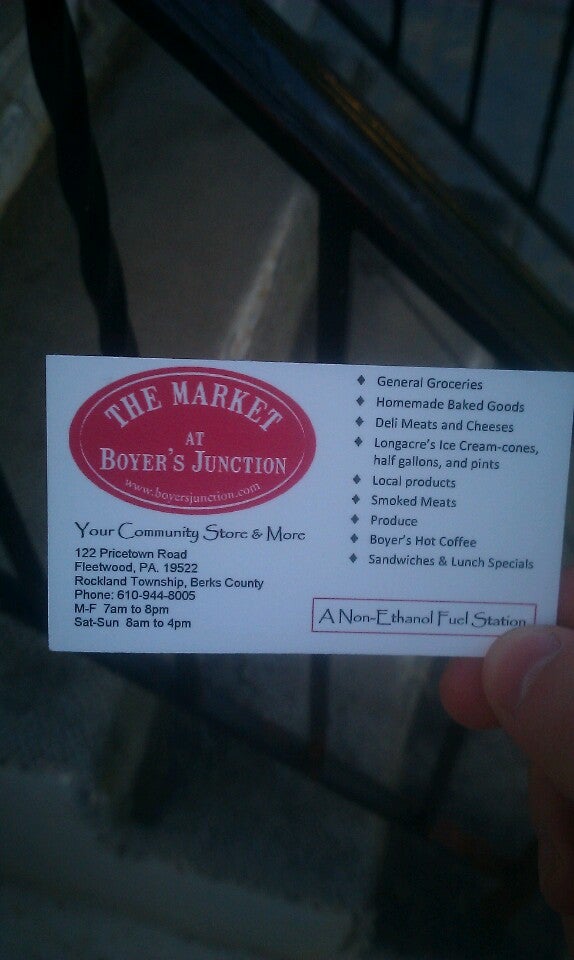 THE MARKET
AT
BOYER'S JUNCTION
www.boyersjunction.com
Your Community Store & More
122 Pricetown Road
Fleetwood, PA. 19522
Rockland Township, Berks County
Phone: 610-944-8005
M-F 7am to 8pm
Sat-Sun 8am to 4pm
♦ General Groceries
♦ Homemade Baked Goods
♦ Deli Meats and Cheeses
♦ Longacre's Ice Cream-cones,
half gallons, and pints
♦ Local products
♦ Smoked Meats
♦ Produce
♦ Boyer's Hot Coffee
♦ Sandwiches & Lunch Specials
A Non-Ethanol Fuel Station